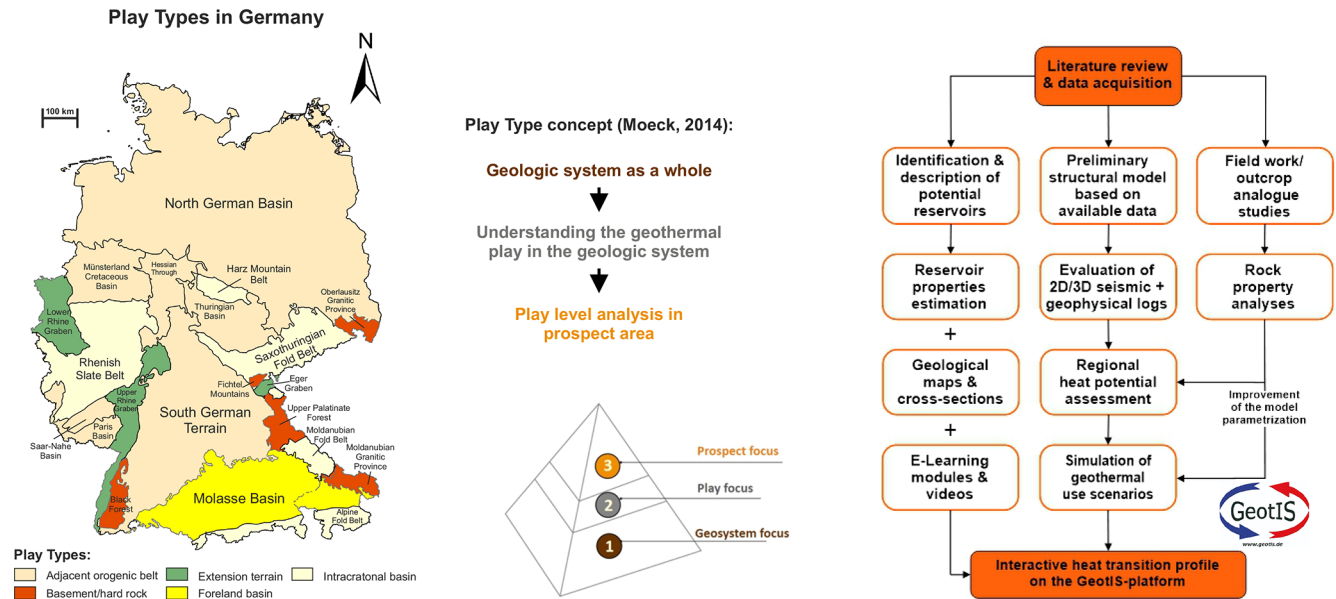 Play Types in Germany
N
100 km
North German Basin
Münsterland
Cretaceous
Basin
Hessian
Through
Harz Mountain
Belt
Oberlausitz
Granitic
Province
Lower
Rhine
Graben
Thuringian
Basin
Saxothuringian
Fold Belt
Rhenish
Slate Belt
Fichtel
Mountains
Eger
Graben
Upper
Rhine
Graben
South German
Terrain
Upper Palatinate
Forest
Moldanubian
Fold Belt
Moldanubian
Granitic
Province
Paris
Basin
Saar-Nahe
Basin
Molasse Basin
Black
Forest
Alpine
Fold Belt
Play Types:
Adjacent orogenic belt
Extension terrain
Intracratonal basin
Basement/hard rock
Foreland basin
Play Type concept (Moeck, 2014):
Geologic system as a whole
Understanding the geothermal
play in the geologic system
Play level analysis in
prospect area
3
Prospect focus
2
Play focus
1
Geosystem focus
Literature review
& data acquisition
Identification &
description of
potential
reservoirs
Preliminary
structural model
based on
available data
Field work/
outcrop
analogue
studies
Reservoir
properties
estimation
Evaluation of
2D/3D seismic +
geophysical logs
Rock
property
analyses
+
Geological
maps &
cross-sections
Regional
heat potential
assessment
Improvement
of the model
parametrization
+
E-Learning
modules &
videos
Simulation of
geothermal
use scenarios
GeotIS
www.geotis.de
Interactive heat transition profile
on the GeotIS-platform